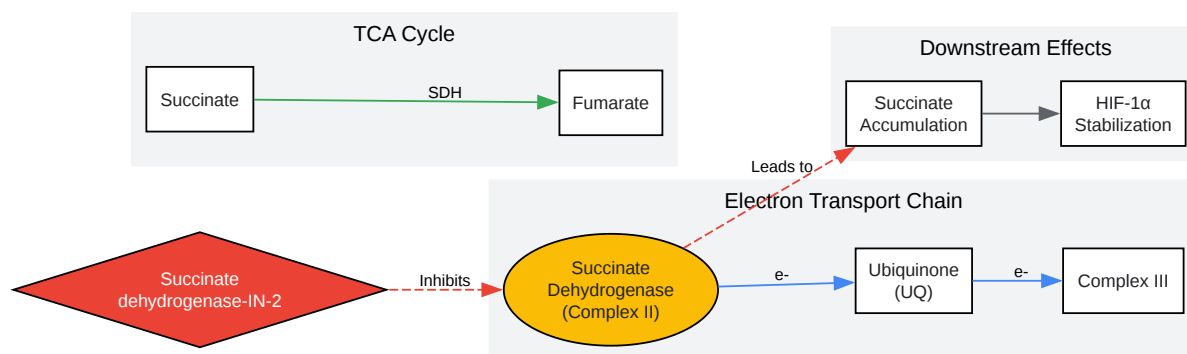 TCA Cycle
Succinate
SDH
Fumarate
Downstream Effects
Succinate
Accumulation
HIF-1α
Stabilization
Leads to
Electron Transport Chain
Succinate
dehydrogenase-IN-2
Inhibits
Succinate
Dehydrogenase
(Complex II)
e-
Ubiquinone
(UQ)
e-
Complex III